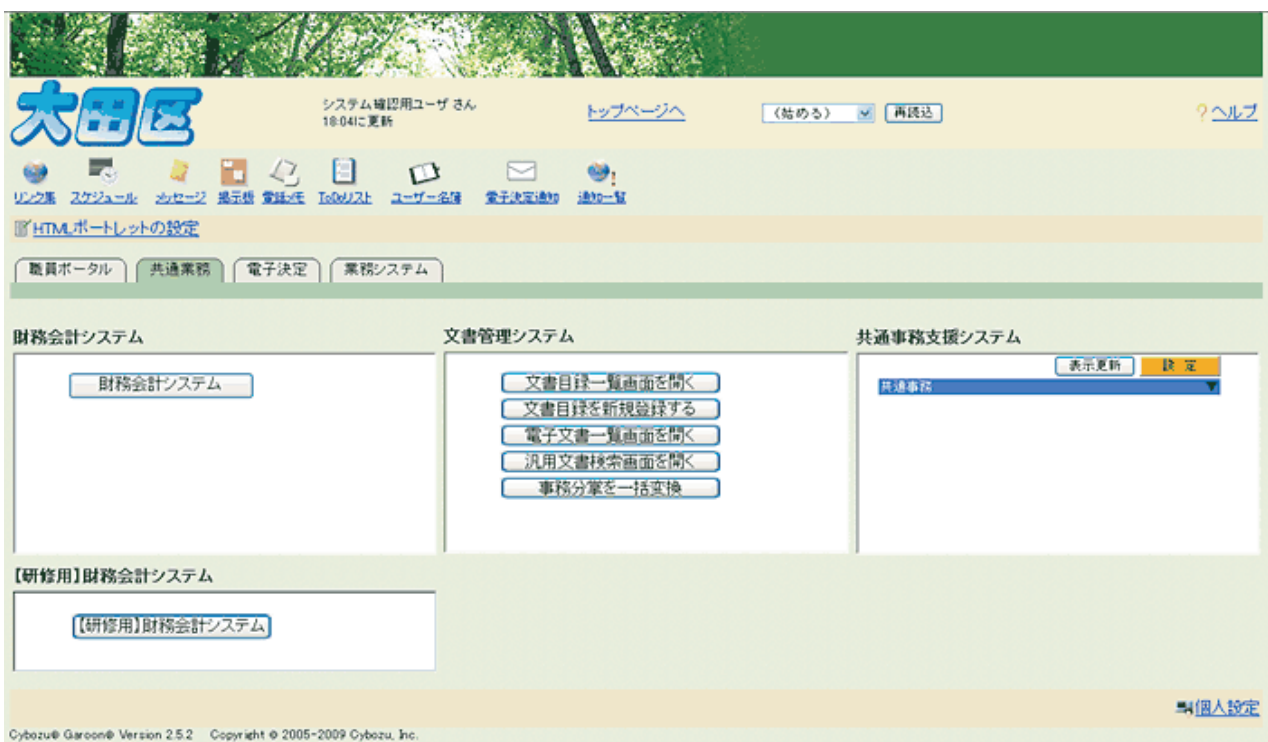 大田区
システム確認用ユーザ さん
18:04に更新
トップページへ
(始める)
再読込
?ヘルプ
リンク集 スケジュール メッセージ 掲示板 電話メモ ToDoリスト ユーザー名簿 電子決定通知 通知一覧
HTMLポートレットの設定
職員ポータル 共通業務 電子決定 業務システム
財務会計システム
財務会計システム
文書管理システム
文書目録一覧画面を開く
文書目録を新規登録する
電子文書一覧画面を開く
汎用文書検索画面を開く
事務分掌を一括変換
共通事務支援システム
表示更新 設 定
共通事務
【研修用】財務会計システム
【研修用】財務会計システム
個人設定
Cybozu® Garoon® Version 2.5.2 Copyright © 2005-2009 Cybozu, Inc.